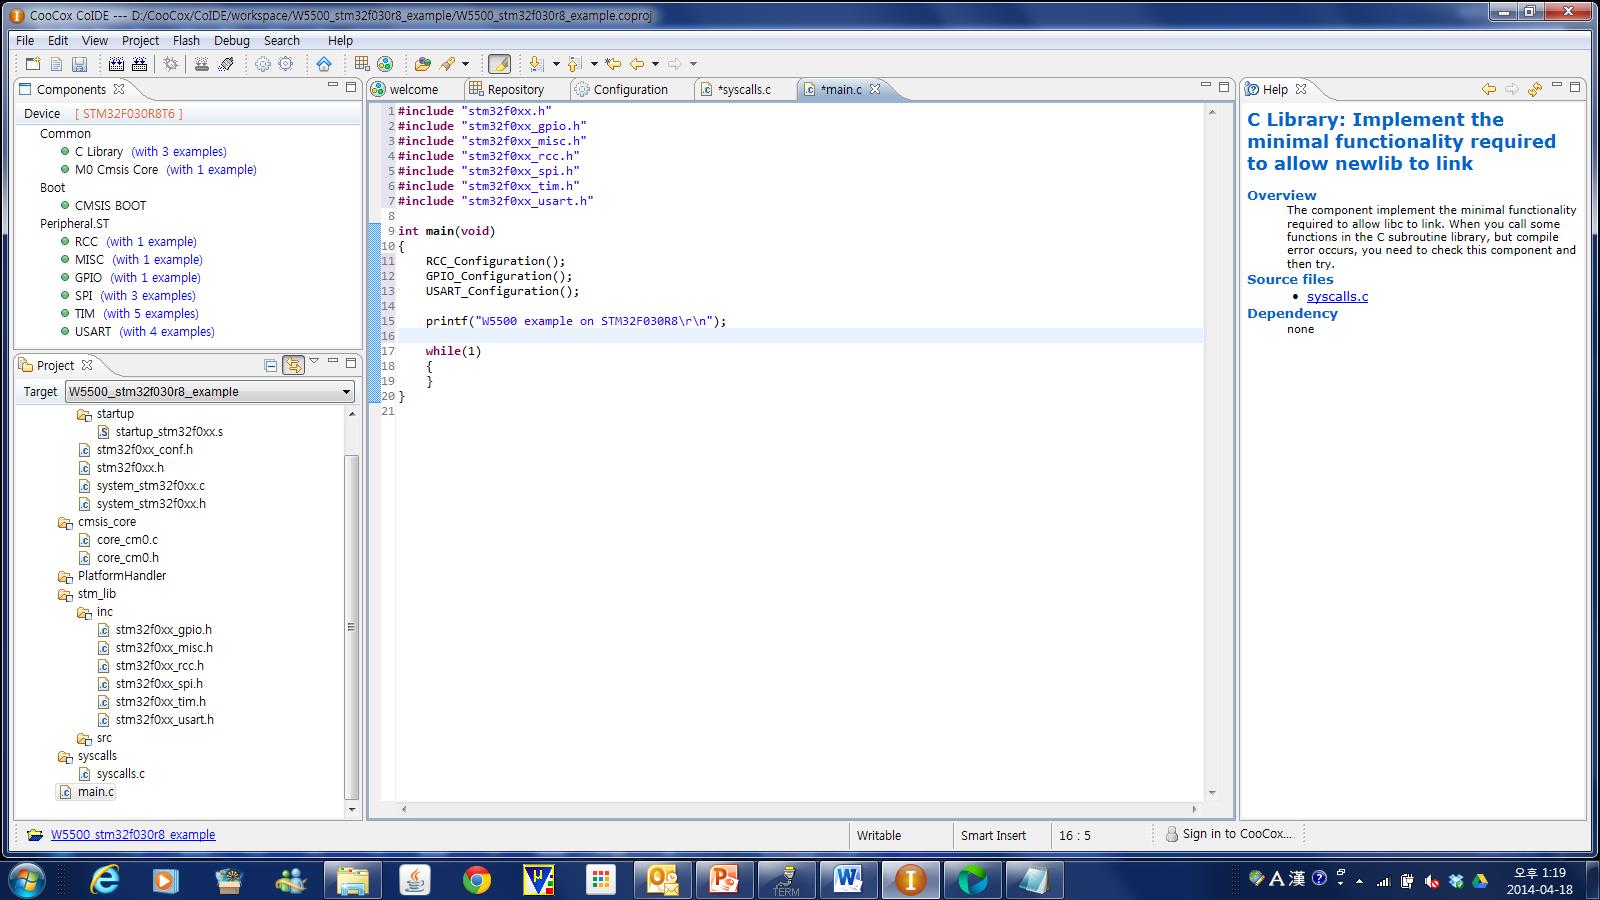 CooCox CoIDE --- D:/CooCox/CoIDE/workspace/W5500_stm32f030r8_example/W5500_stm32f030r8_example.coproj
File Edit View Project Flash Debug Search Help
Components
Device [ STM32F030R8T6 ]
Common
C Library (with 3 examples)
M0 Cmsis Core (with 1 example)
Boot
CMSIS BOOT
Peripheral.ST
RCC (with 1 example)
MISC (with 1 example)
GPIO (with 1 example)
SPI (with 3 examples)
TIM (with 5 examples)
USART (with 4 examples)
Project
Target W5500_stm32f030r8_example
startup
startup_stm32f0xx.s
stm32f0xx_conf.h
stm32f0xx.h
system_stm32f0xx.c
system_stm32f0xx.h
cmsis_core
core_cm0.c
core_cm0.h
PlatformHandler
stm_lib
inc
stm32f0xx_gpio.h
stm32f0xx_misc.h
stm32f0xx_rcc.h
stm32f0xx_spi.h
stm32f0xx_tim.h
stm32f0xx_usart.h
src
syscalls
syscalls.c
main.c
welcome Repository Configuration *syscalls.c *main.c
1 #include "stm32f0xx.h"
2 #include "stm32f0xx_gpio.h"
3 #include "stm32f0xx_misc.h"
4 #include "stm32f0xx_rcc.h"
5 #include "stm32f0xx_spi.h"
6 #include "stm32f0xx_tim.h"
7 #include "stm32f0xx_usart.h"
8
9 int main(void)
10 {
11 RCC_Configuration();
12 GPIO_Configuration();
13 USART_Configuration();
14
15 printf("W5500 example on STM32F030R8\r\n");
16
17 while(1)
18 {
19 }
20 }
21
Help
C Library: Implement the
minimal functionality required
to allow newlib to link
Overview
The component implement the minimal functionality
required to allow libc to link. When you call some
functions in the C subroutine library, but compile
error occurs, you need to check this component and
then try.
Source files
• syscalls.c
Dependency
none
W5500_stm32f030r8_example Writable Smart Insert 16 : 5 Sign in to CooCox...
TERM
A 漢
오후 1:19
2014-04-18